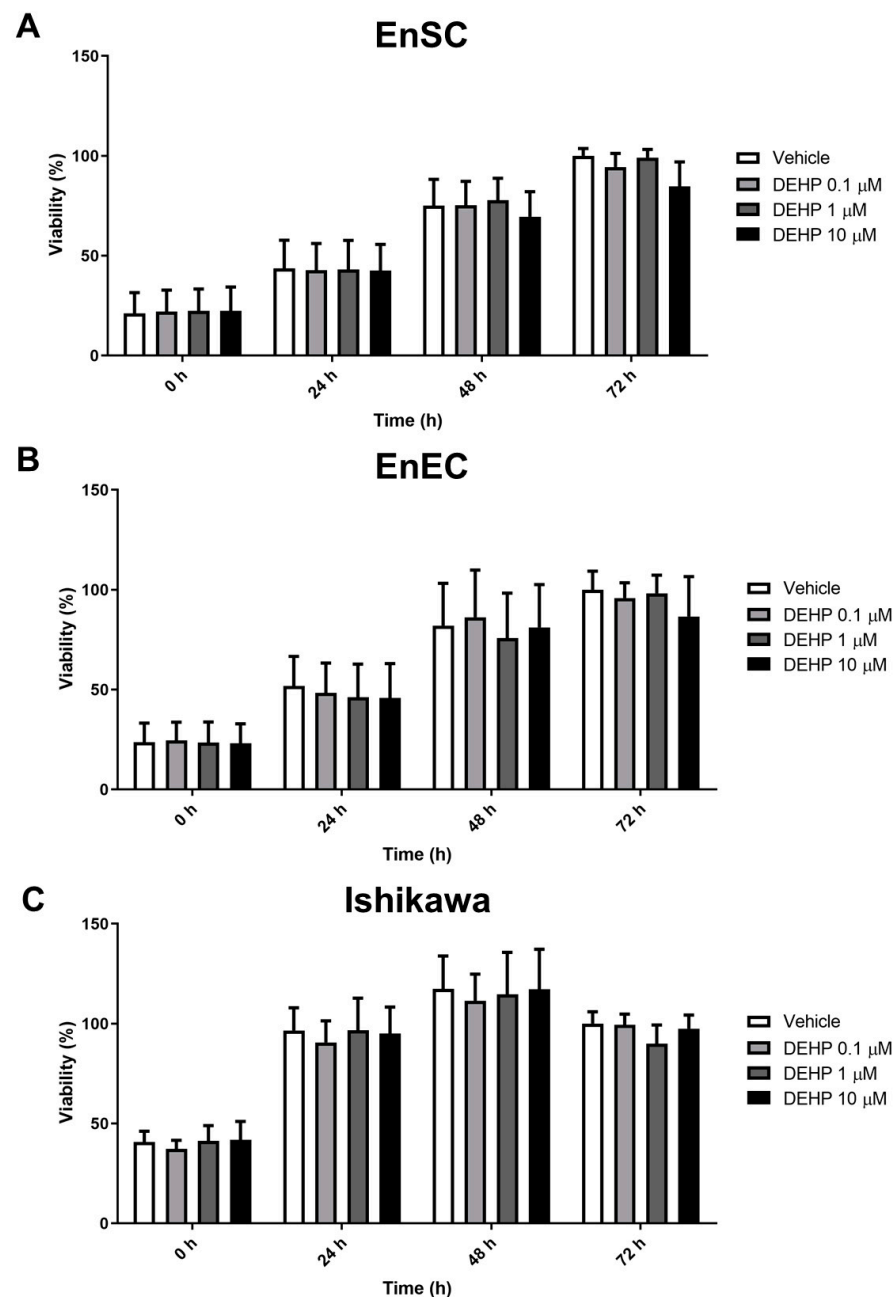 A
EnSC
150
100
50
0
Viability (%)
0 h
24 h
48 h
72 h
Time (h)
Vehicle
DEHP 0.1 μM
DEHP 1 μM
DEHP 10 μM
B
EnEC
150
100
50
0
Viability (%)
0 h
24 h
48 h
72 h
Time (h)
Vehicle
DEHP 0.1 μM
DEHP 1 μM
DEHP 10 μM
C
Ishikawa
150
100
50
0
Viability (%)
0 h
24 h
48 h
72 h
Time (h)
Vehicle
DEHP 0.1 μM
DEHP 1 μM
DEHP 10 μM